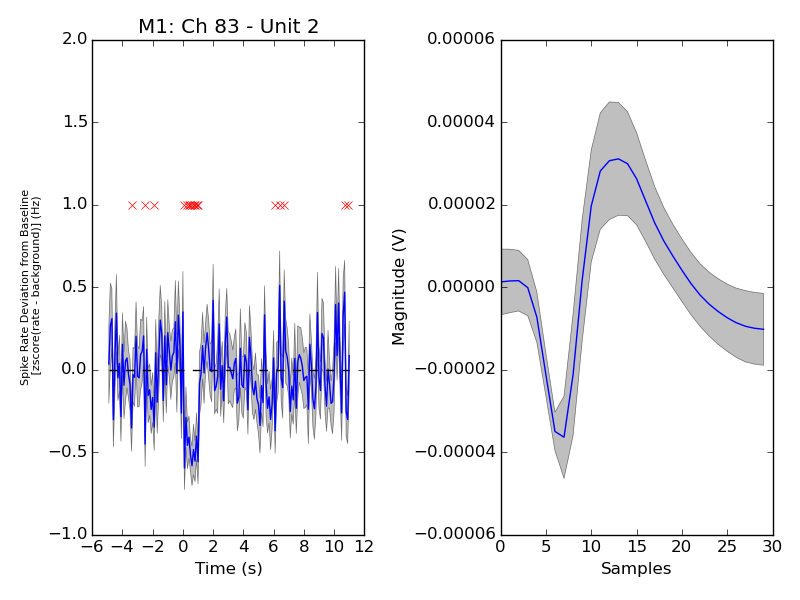 M1: Ch 83 - Unit 2
Spike Rate Deviation from Baseline
[zscore(rate - background)] (Hz)
2.0
1.5
1.0
0.5
0.0
−0.5
−1.0
−6 −4 −2 0 2 4 6 8 10 12
Time (s)
Magnitude (V)
0.00006
0.00004
0.00002
0.00000
−0.00002
−0.00004
−0.00006
0 5 10 15 20 25 30
Samples